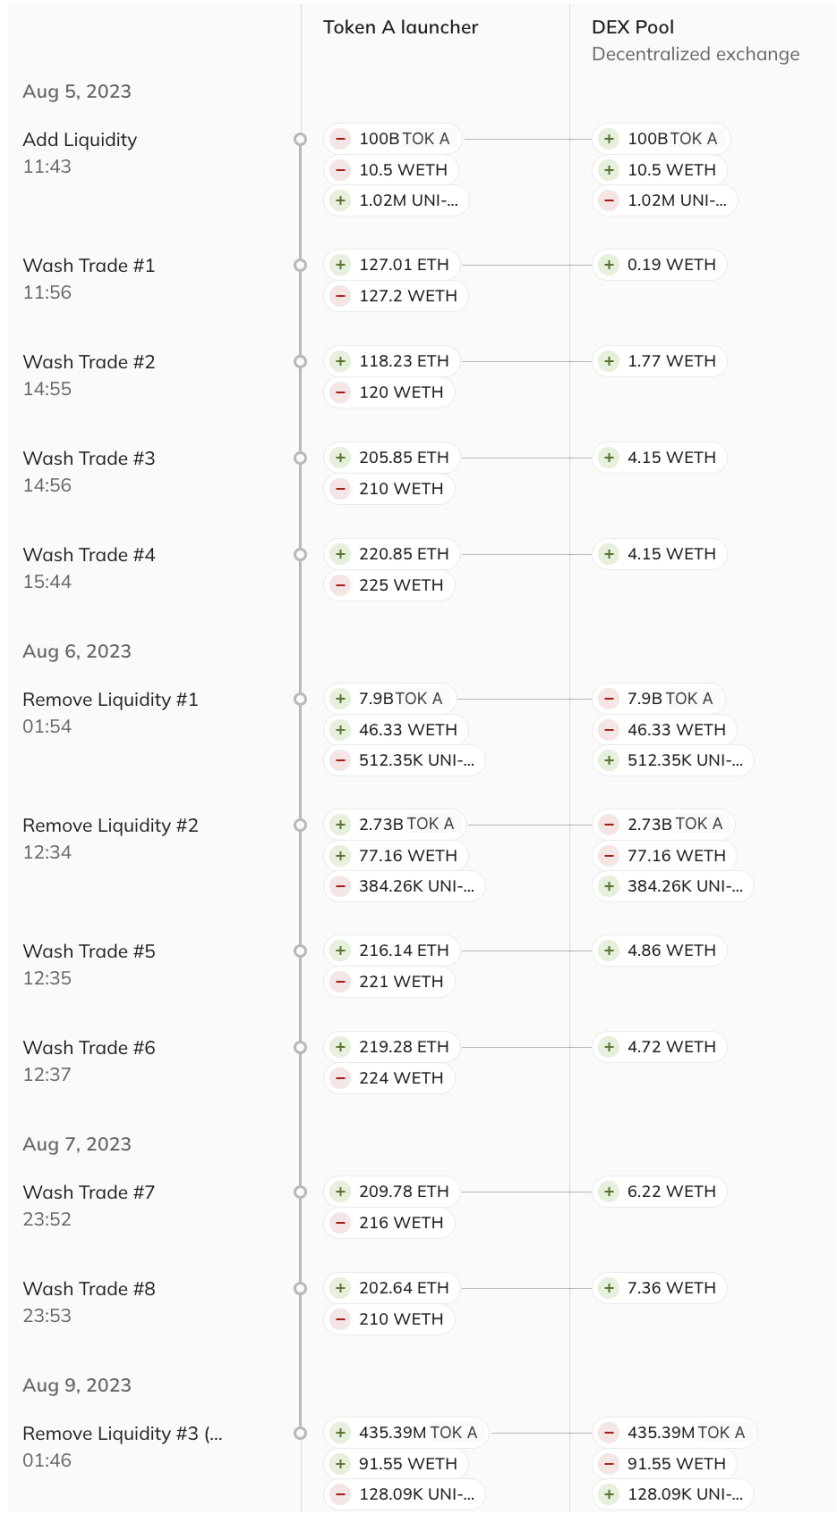 Token A launcher
DEX Pool
Decentralized exchange
Aug 5, 2023
Add Liquidity
11:43
− 100B TOK A
− 10.5 WETH
+ 1.02M UNI-...
+ 100B TOK A
+ 10.5 WETH
− 1.02M UNI-...
Wash Trade #1
11:56
+ 127.01 ETH
− 127.2 WETH
+ 0.19 WETH
Wash Trade #2
14:55
+ 118.23 ETH
− 120 WETH
+ 1.77 WETH
Wash Trade #3
14:56
+ 205.85 ETH
− 210 WETH
+ 4.15 WETH
Wash Trade #4
15:44
+ 220.85 ETH
− 225 WETH
+ 4.15 WETH
Aug 6, 2023
Remove Liquidity #1
01:54
+ 7.9B TOK A
+ 46.33 WETH
− 512.35K UNI-...
− 7.9B TOK A
− 46.33 WETH
+ 512.35K UNI-...
Remove Liquidity #2
12:34
+ 2.73B TOK A
+ 77.16 WETH
− 384.26K UNI-...
− 2.73B TOK A
− 77.16 WETH
+ 384.26K UNI-...
Wash Trade #5
12:35
+ 216.14 ETH
− 221 WETH
+ 4.86 WETH
Wash Trade #6
12:37
+ 219.28 ETH
− 224 WETH
+ 4.72 WETH
Aug 7, 2023
Wash Trade #7
23:52
+ 209.78 ETH
− 216 WETH
+ 6.22 WETH
Wash Trade #8
23:53
+ 202.64 ETH
− 210 WETH
+ 7.36 WETH
Aug 9, 2023
Remove Liquidity #3 (...
01:46
+ 435.39M TOK A
+ 91.55 WETH
− 128.09K UNI-...
− 435.39M TOK A
− 91.55 WETH
+ 128.09K UNI-...